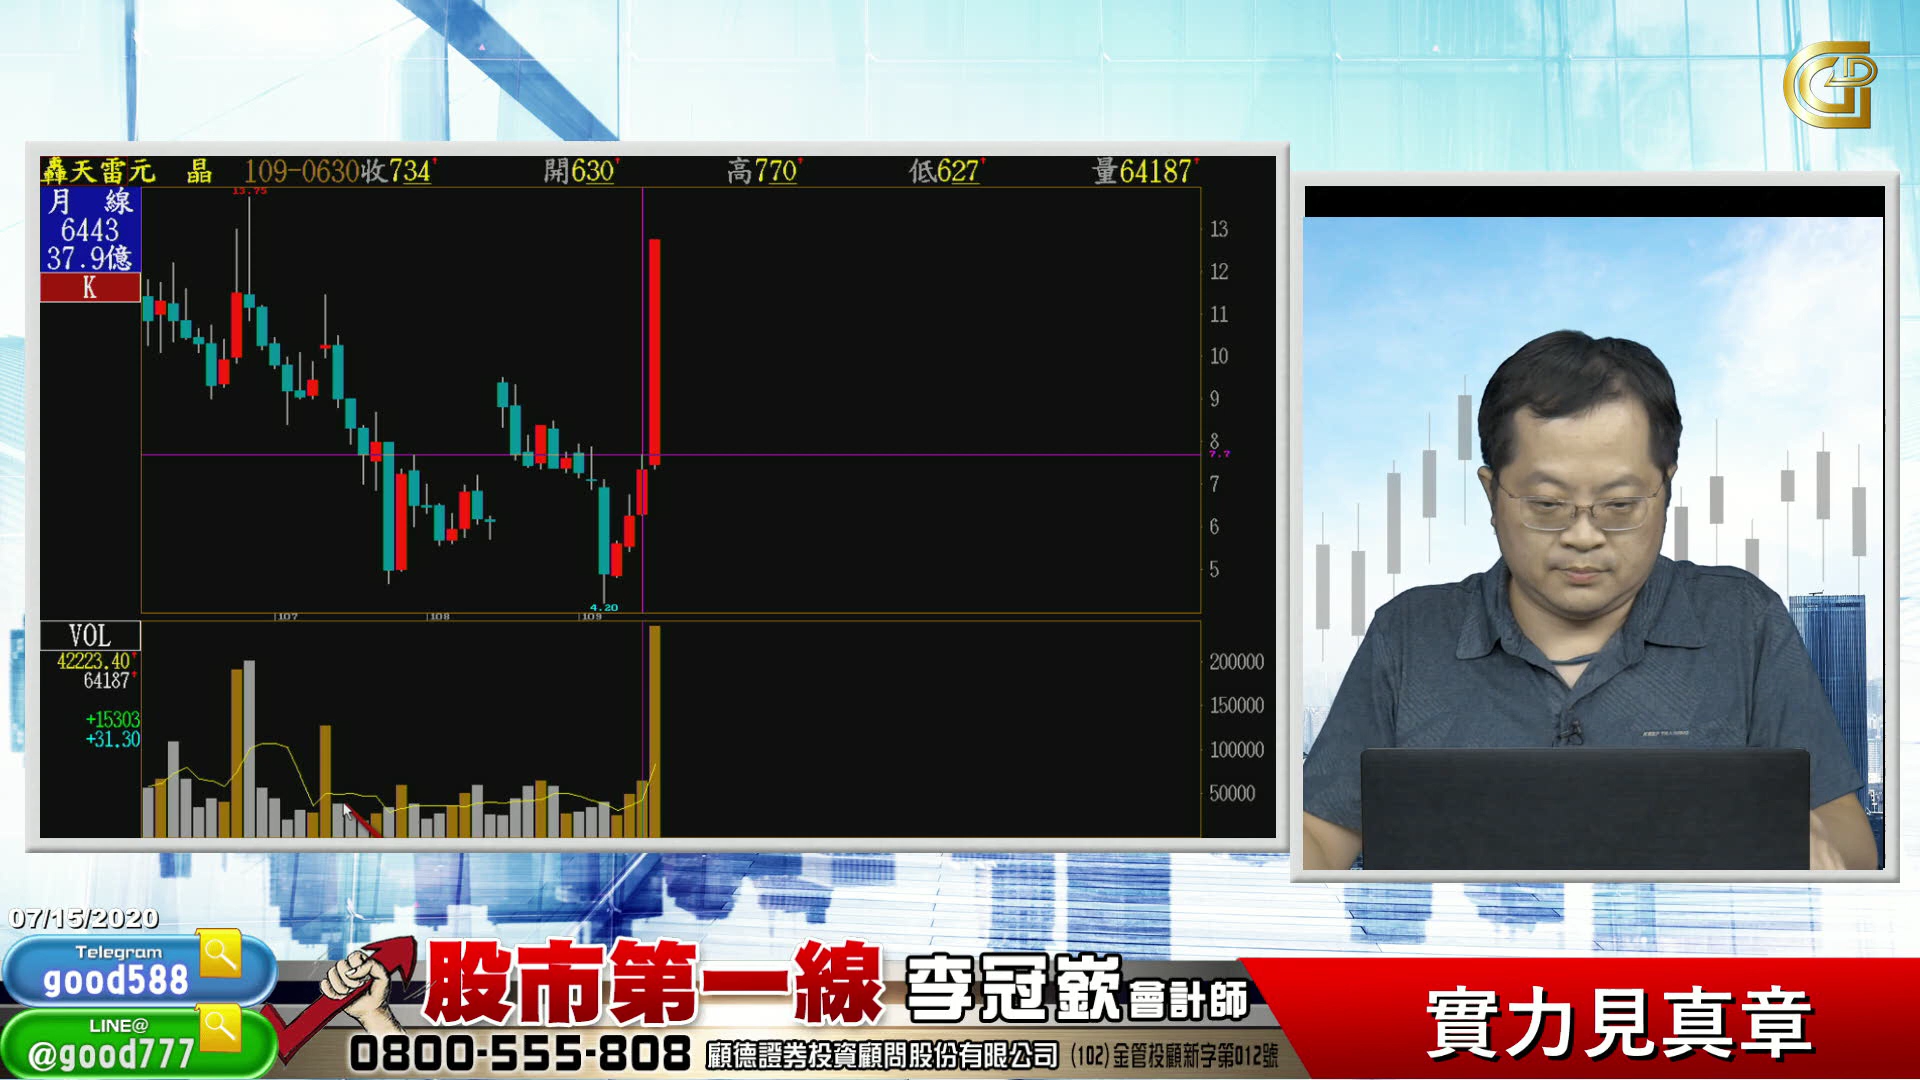 轟天雷元 晶 109-0630收734 開630 高770 低627 量64187
月 線
6443
37.9億
K
13.75
13
12
11
10
9
8
7.7
7
6
5
4.20
107 108 109
VOL
42223.40
64187
+15303
+31.30
200000
150000
100000
50000
KEEP TRAINING
07/15/2020
Telegram
good588
LINE@
@good777
股市第一線 李冠嶔 會計師
0800-555-808 顧德證券投資顧問股份有限公司 (102)金管投顧新字第012號
實力見真章